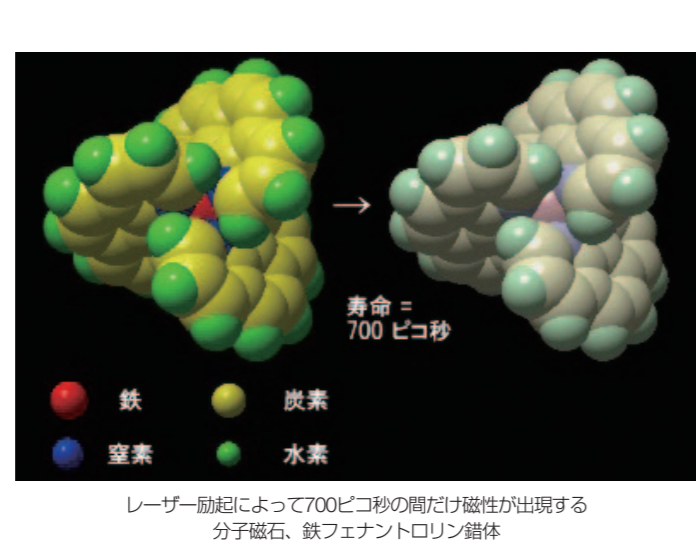 →
寿命 =
700 ピコ秒
鉄
炭素
窒素
水素
レーザー励起によって700ピコ秒の間だけ磁性が出現する
分子磁石、鉄フェナントロリン錯体